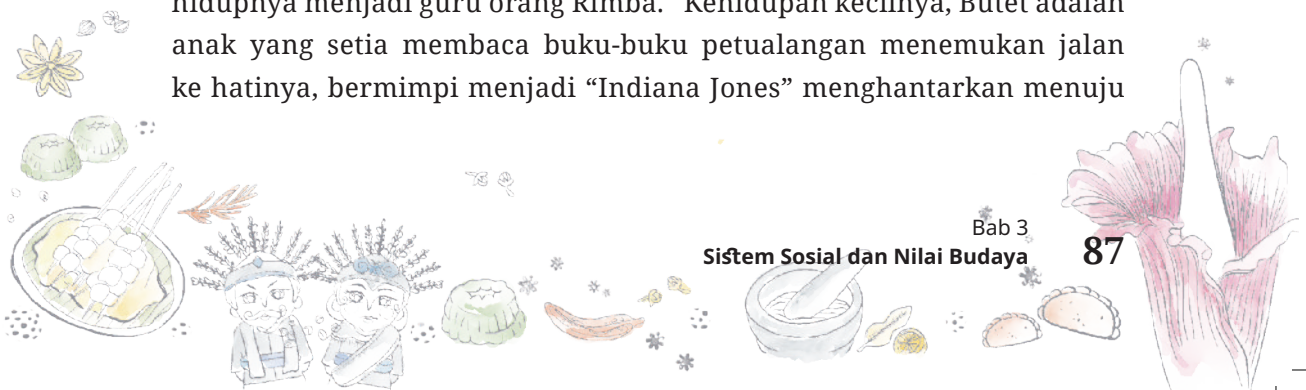 hidupnya menjadi guru orang Rimba.” Kehidupan kecilnya, Butet adalah
anak yang setia membaca buku-buku petualangan menemukan jalan
ke hatinya, bermimpi menjadi “Indiana Jones” menghantarkan menuju
Bab 3
Sistem Sosial dan Nilai Budaya
87